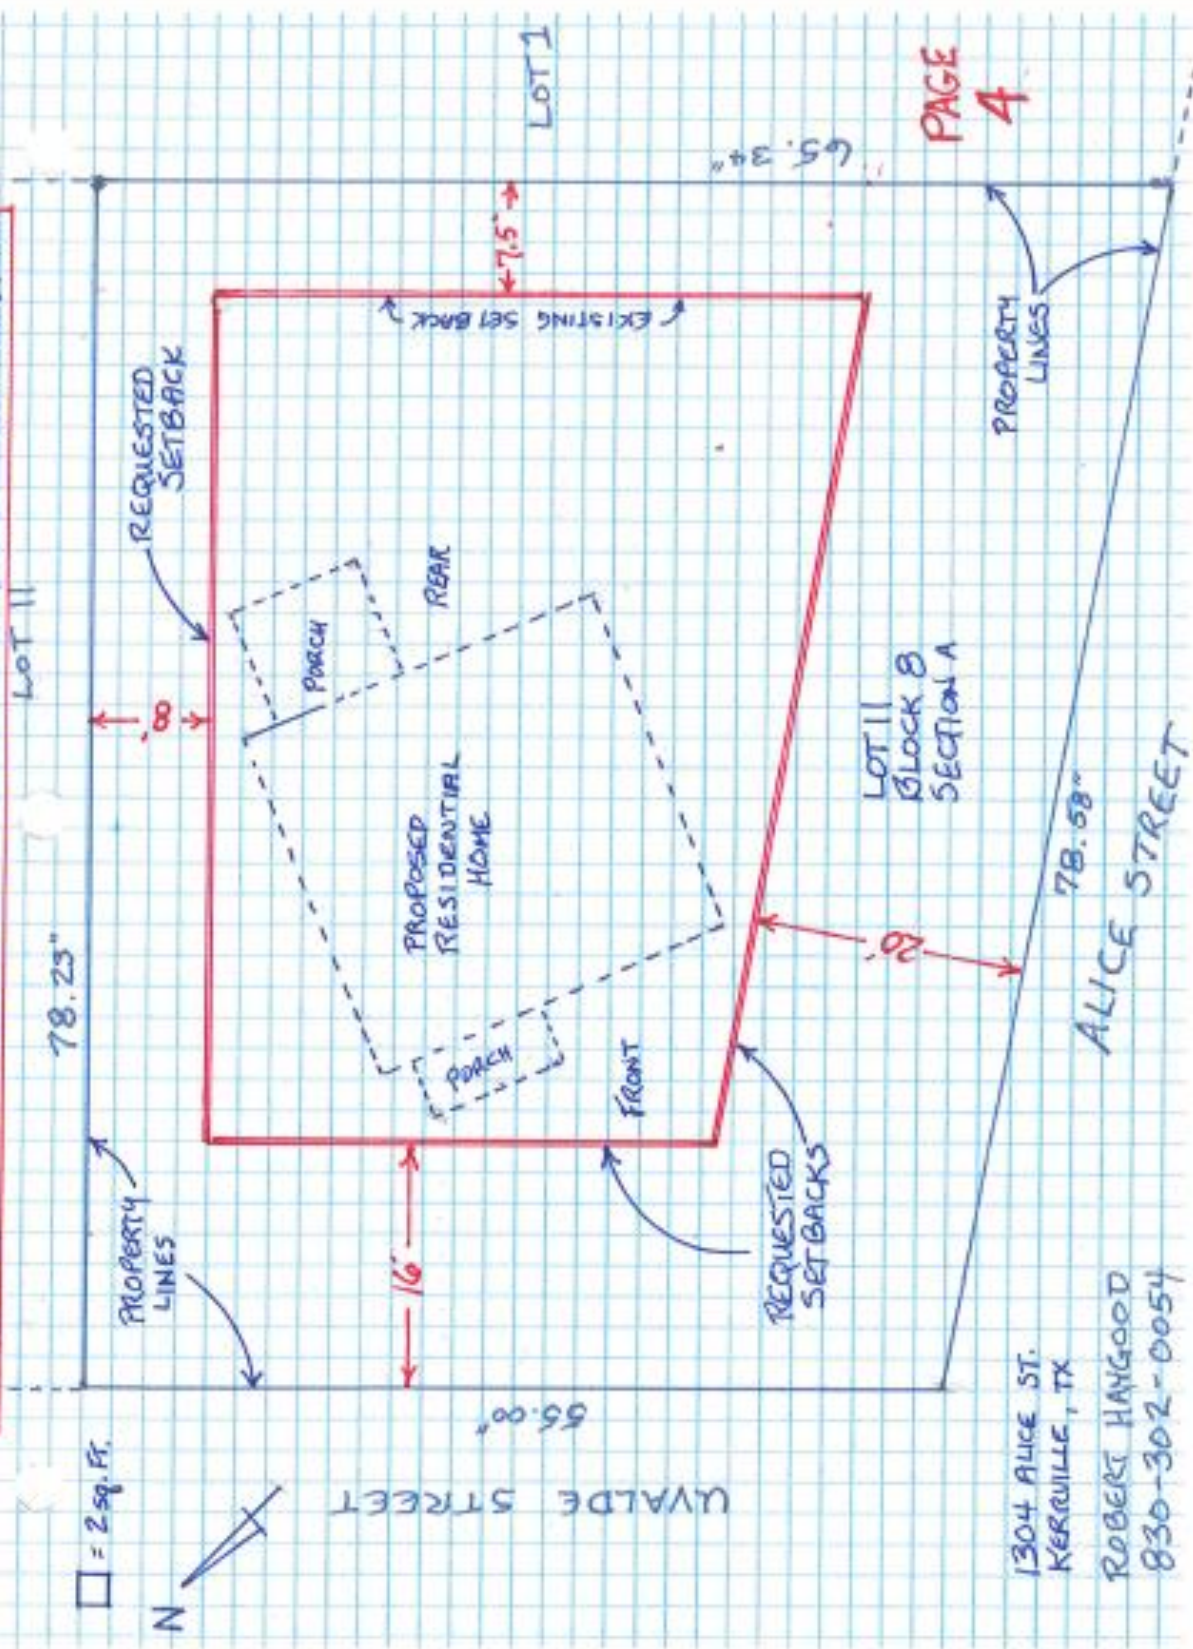 LOT 11
78.23"
□ = 2 sq. FT.
N
PROPERTY
LINES
8'
REQUESTED
SETBACK
LOT 1
EXISTING SETBACK
7.5'
65.34"
PORCH
REAR
PROPOSED
RESIDENTIAL
HOME
PORCH
FRONT
16'
55.00"
UVALDE STREET
REQUESTED
SETBACKS
20'
LOT 11
BLOCK 8
SECTION A
PROPERTY
LINES
78.58"
ALICE STREET
PAGE
4
1304 ALICE ST.
KERRVILLE, TX
ROBERT HAYGOOD
830-302-0054